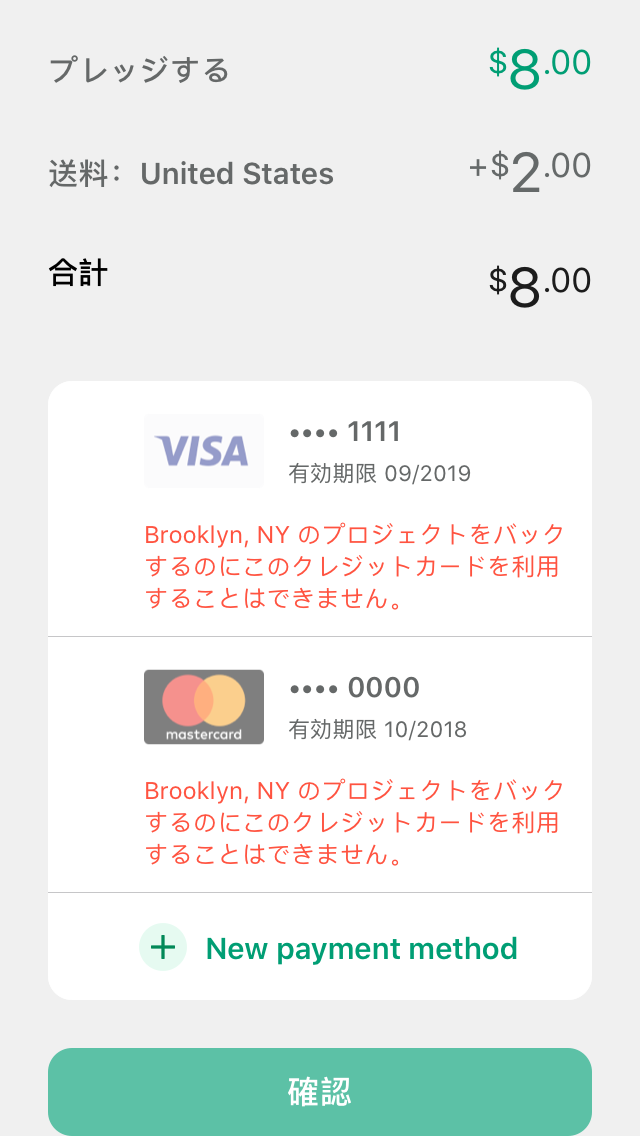 プレッジする $8.00
送料： United States +$2.00
合計 $8.00
VISA •••• 1111
有効期限 09/2019
Brooklyn, NY のプロジェクトをバック
するのにこのクレジットカードを利用
することはできません。
•••• 0000
mastercard 有効期限 10/2018
Brooklyn, NY のプロジェクトをバック
するのにこのクレジットカードを利用
することはできません。
+ New payment method
確認